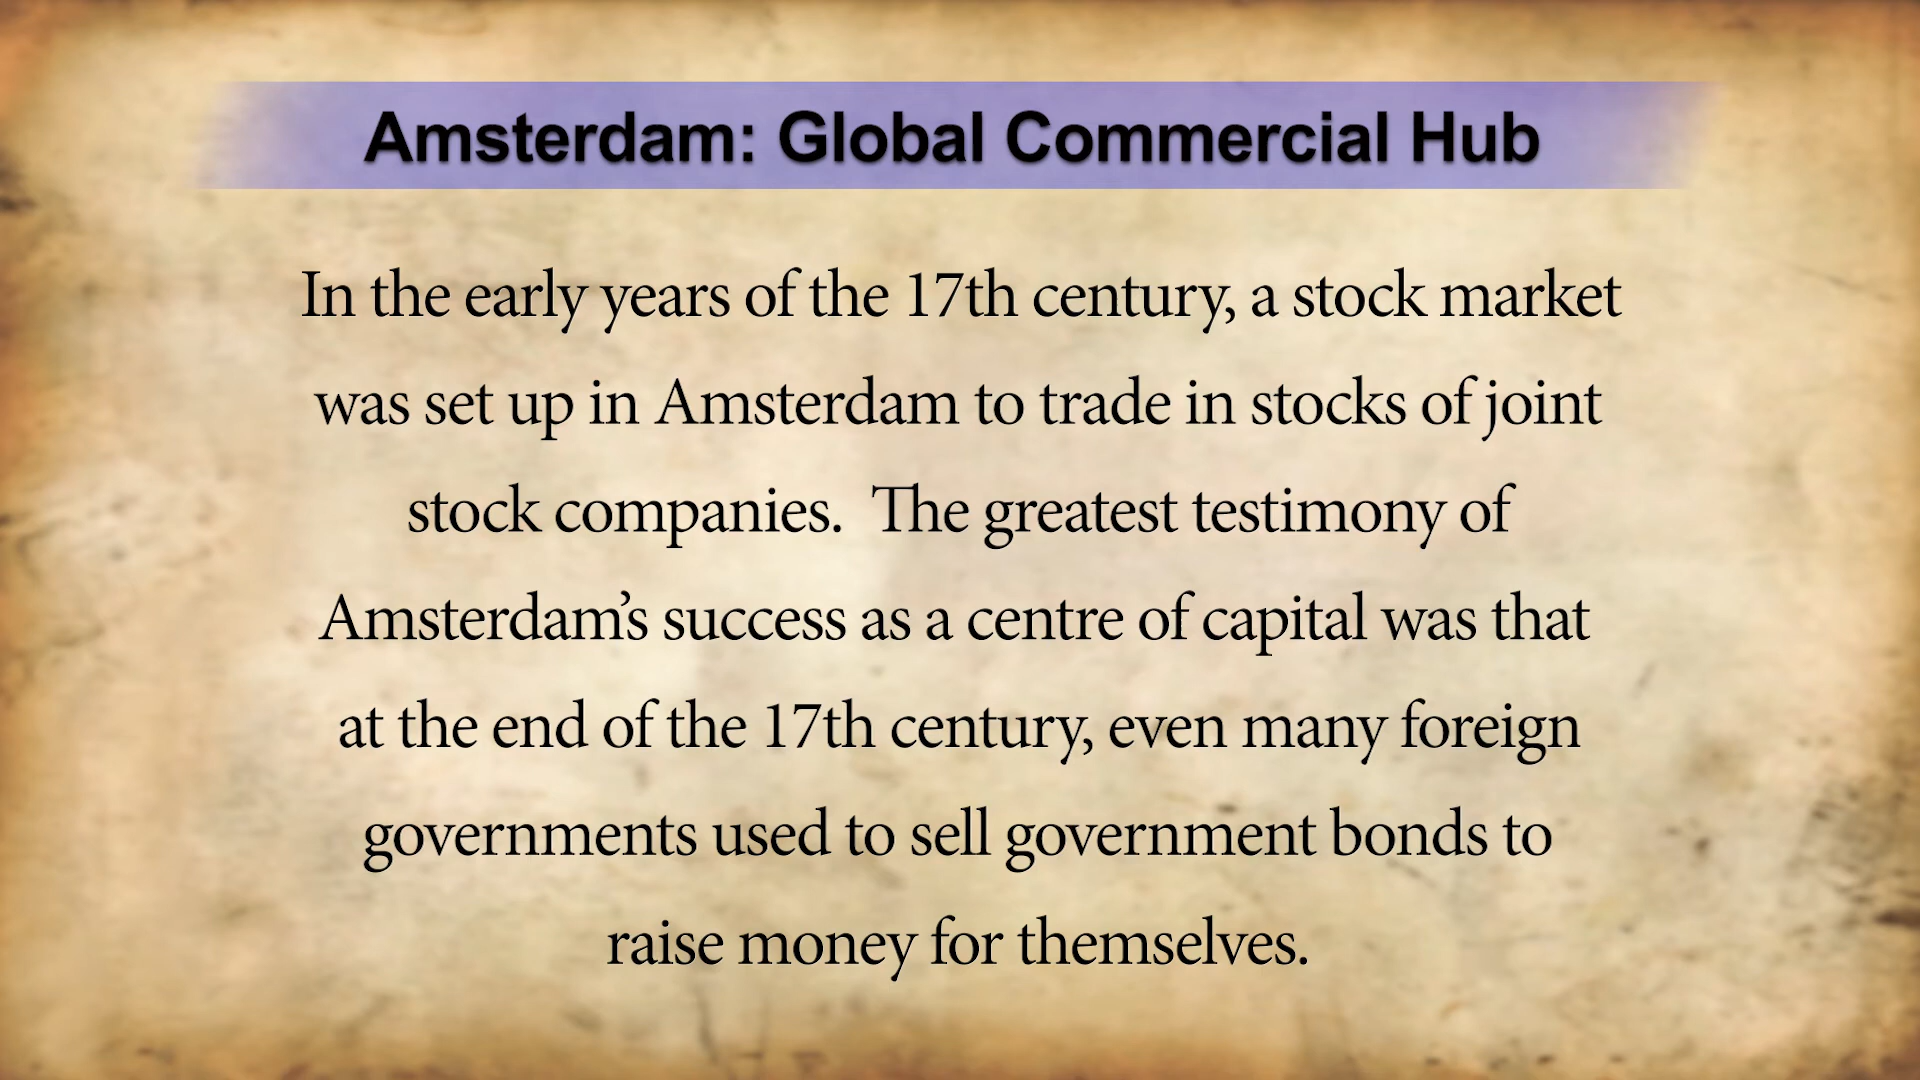 Amsterdam: Global Commercial Hub
In the early years of the 17th century, a stock market
was set up in Amsterdam to trade in stocks of joint
stock companies.  The greatest testimony of
Amsterdam’s success as a centre of capital was that
at the end of the 17th century, even many foreign
governments used to sell government bonds to
raise money for themselves.